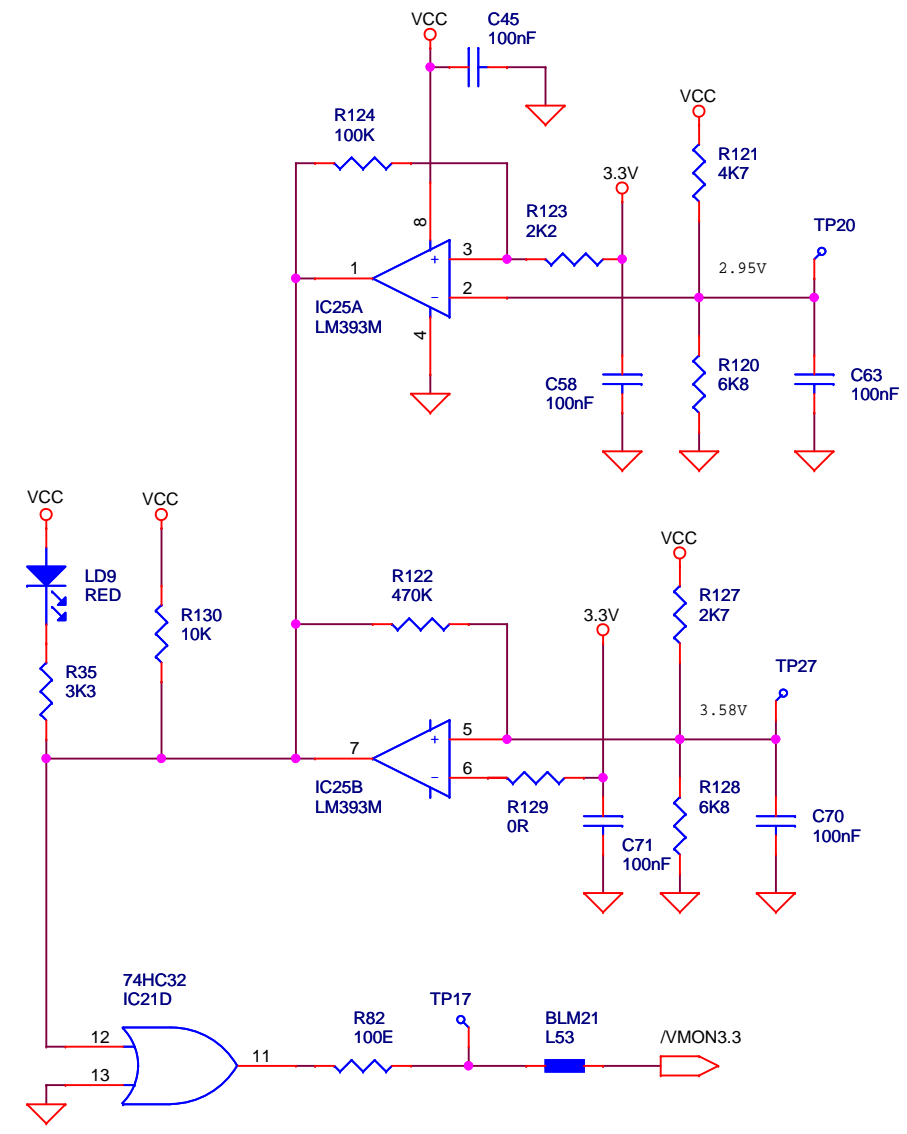 VCC
C45
100nF
R124
100K
VCC
R121
4K7
3.3V
R123
2K2
TP20
8
3
+
2.95V
1
2
−
IC25A
LM393M
4
R120
6K8
C58
100nF
C63
100nF
VCC
VCC
VCC
LD9
RED
R122
470K
R127
2K7
R130
10K
3.3V
R35
3K3
TP27
3.58V
5
+
7
6
−
IC25B
LM393M
R129
0R
R128
6K8
C71
100nF
C70
100nF
74HC32
IC21D
TP17
R82
100E
BLM21
L53
/VMON3.3
12
11
13